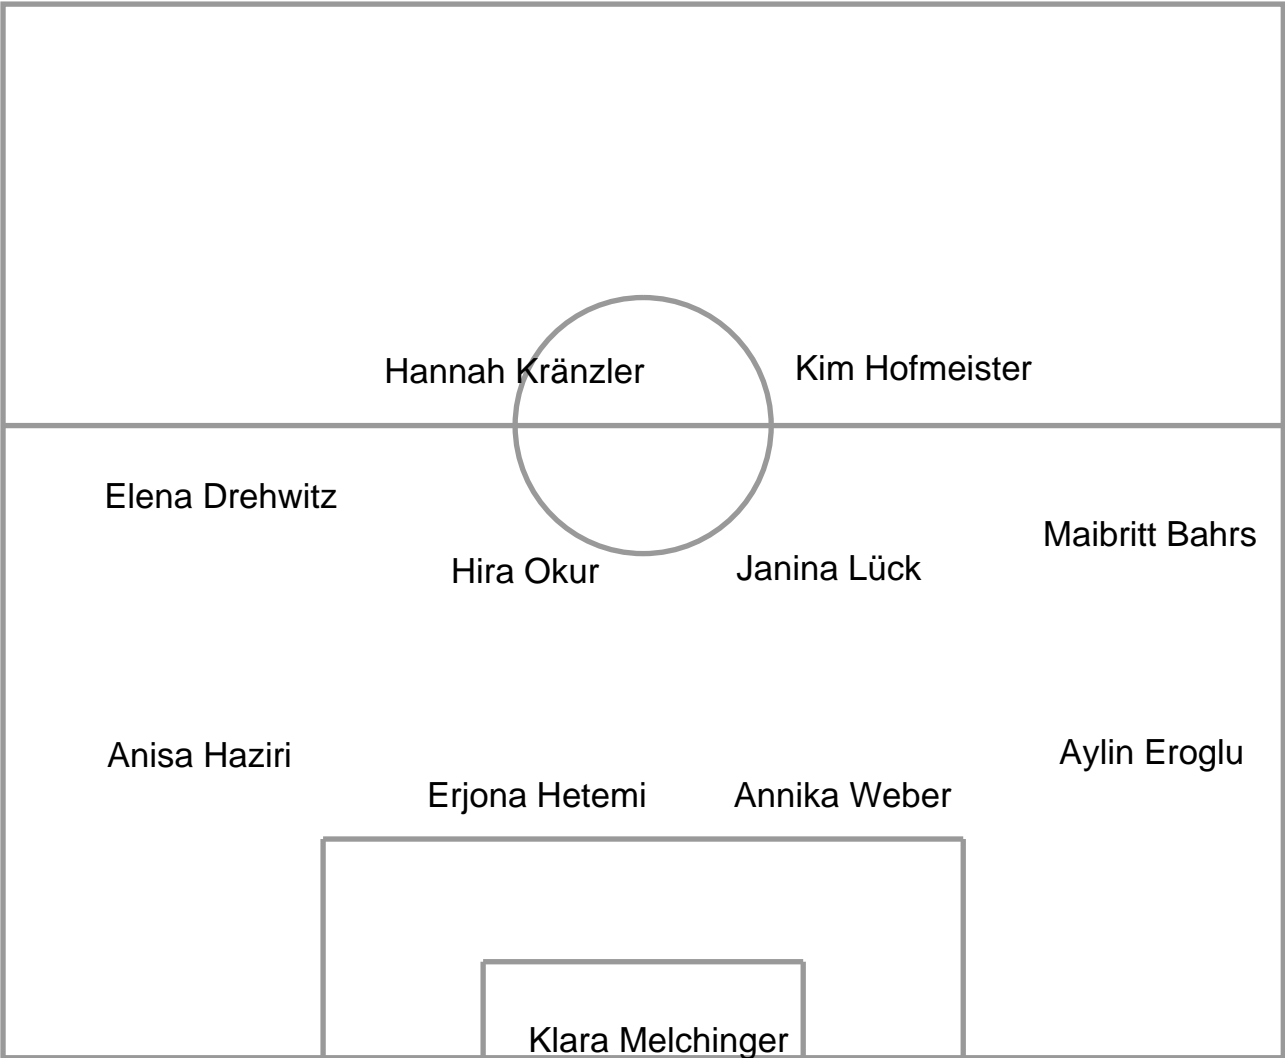 Hannah Kränzler
Kim Hofmeister
Elena Drehwitz
Maibritt Bahrs
Hira Okur
Janina Lück
Anisa Haziri
Aylin Eroglu
Erjona Hetemi
Annika Weber
Klara Melchinger